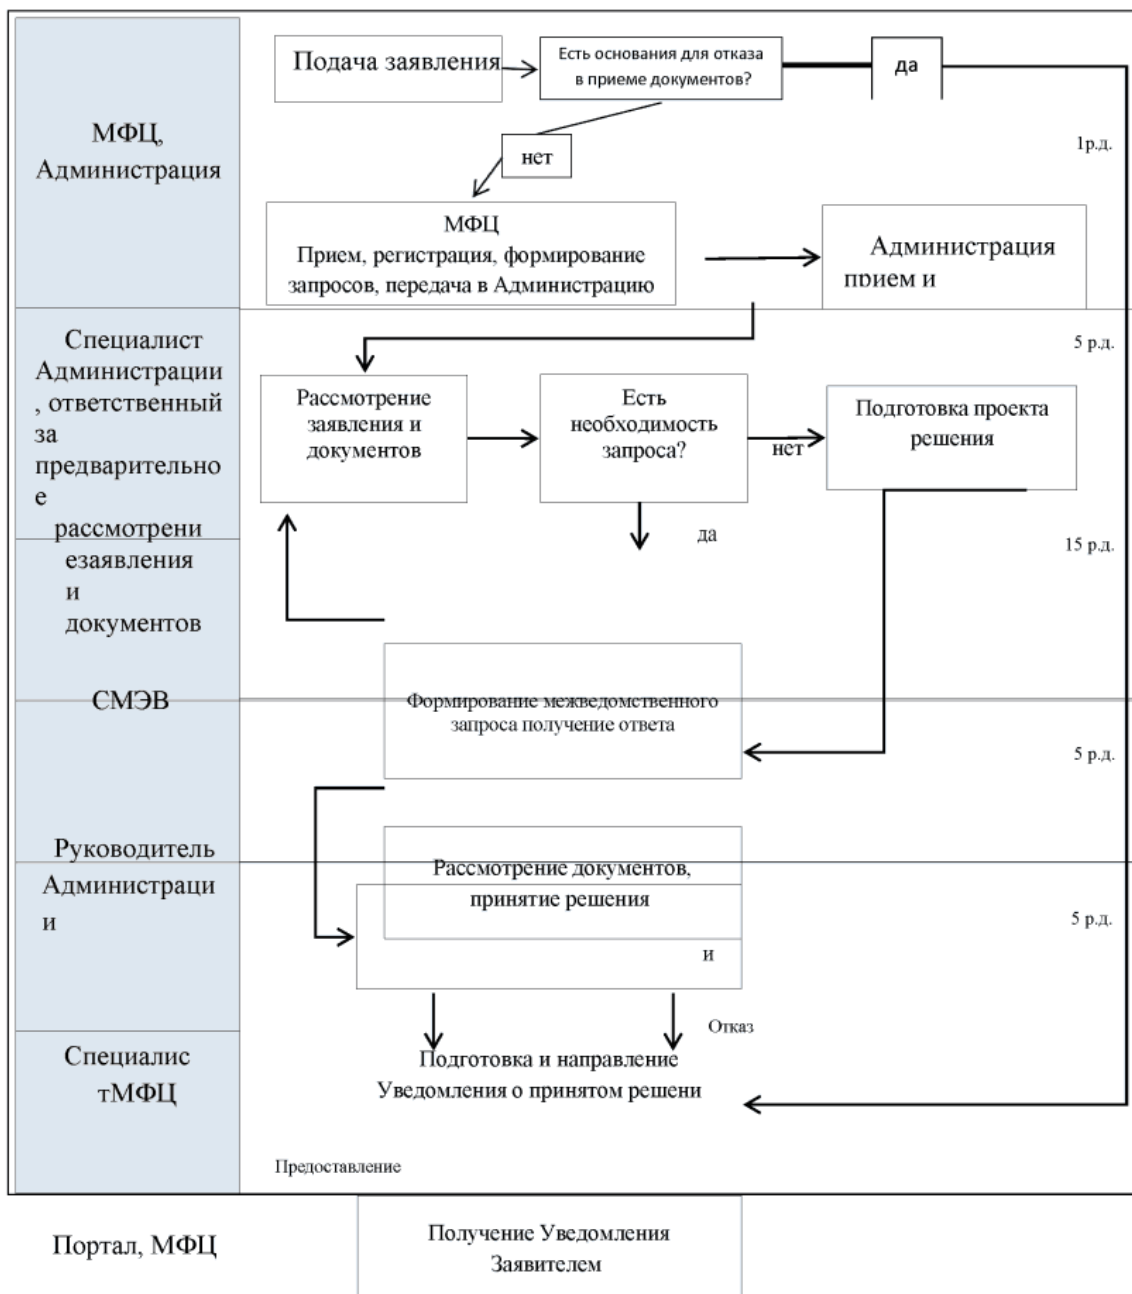 Подача заявления
Есть основания для отказа
в приеме документов?
да
МФЦ,
Администрация
нет
1р.д.
МФЦ
Прием, регистрация, формирование
запросов, передача в Администрацию
Администрация
прием и
Специалист
Администрации
, ответственный
за
предварительно
е
рассмотрени
езаявления
и
документов
5 р.д.
Рассмотрение
заявления и
документов
Есть
необходимость
запроса?
нет
Подготовка проекта
решения
да
15 р.д.
СМЭВ
Формирование межведомственного
запроса получение ответа
5 р.д.
Руководитель
Администраци
и
Рассмотрение документов,
принятие решения
и
5 р.д.
Отказ
Специалис
тМФЦ
Подготовка и направление
Уведомления о принятом решени
Предоставление
Портал, МФЦ
Получение Уведомления
Заявителем